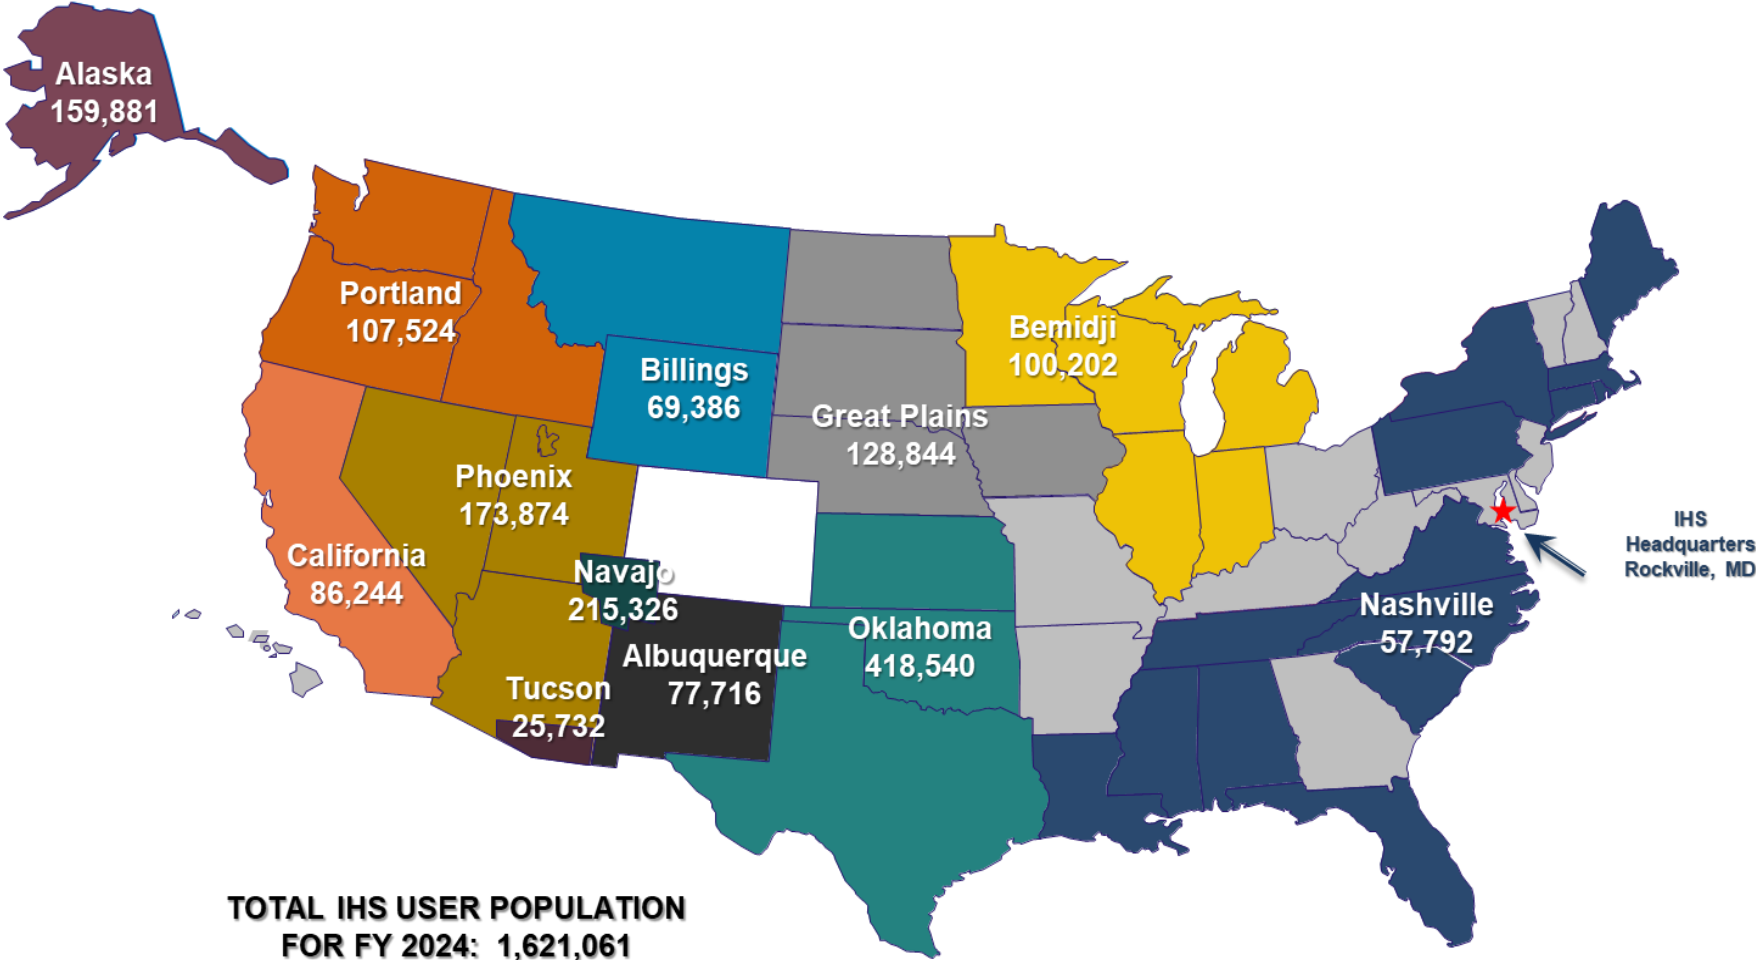 Alaska
159,881
Portland
107,524
Billings
69,386
Bemidji
100,202
Great Plains
128,844
Phoenix
173,874
California
86,244
Navajo
215,326
Albuquerque
77,716
Tucson
25,732
Oklahoma
418,540
Nashville
57,792
IHS
Headquarters
Rockville, MD
TOTAL IHS USER POPULATION
FOR FY 2024: 1,621,061